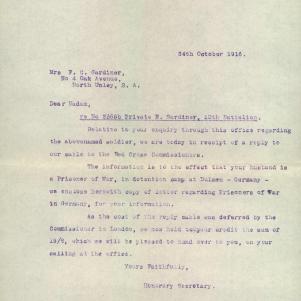 24th October 1916.
Mrs F. C. Gardiner,
No 4 Oak Avenue,
North Unley, S. A.
Dear Madam,
re No Private E. Gardiner, 10th Battalion.
Relative to your enquiry through this office regarding
the abovenamed soldier, we are today in receipt of a reply to
our cable to the Red Cross Commissioners.
The information is to the effect that your husband is
a Prisoner of War, in detention camp at Dulmen - Germany -
we enclose herewith copy of letter regarding Prisoners of War
in Germany, for your information.
As the cost of the reply cable was deferred by the
Commissioner in London, we now hold to your credit the sum of
which we will be pleased to hand over to you, on your
calling at the office.
Yours Faithfully,
Honorary Secretary.